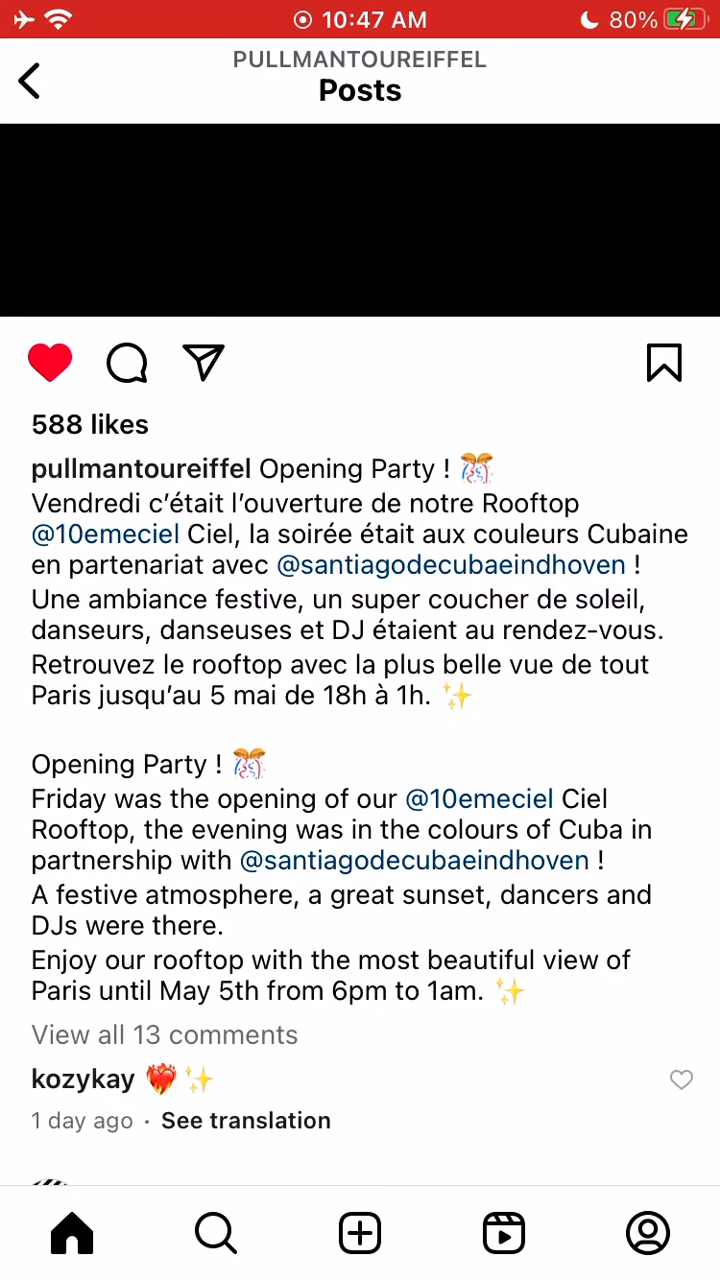 10:47 AM 80%
PULLMANTOUREIFFEL
Posts
588 likes
pullmantoureiffel Opening Party ! 🎊
Vendredi c’était l’ouverture de notre Rooftop
@10emeciel Ciel, la soirée était aux couleurs Cubaine
en partenariat avec @santiagodecubaeindhoven !
Une ambiance festive, un super coucher de soleil,
danseurs, danseuses et DJ étaient au rendez-vous.
Retrouvez le rooftop avec la plus belle vue de tout
Paris jusqu’au 5 mai de 18h à 1h. ✨
Opening Party ! 🎊
Friday was the opening of our @10emeciel Ciel
Rooftop, the evening was in the colours of Cuba in
partnership with @santiagodecubaeindhoven !
A festive atmosphere, a great sunset, dancers and
DJs were there.
Enjoy our rooftop with the most beautiful view of
Paris until May 5th from 6pm to 1am. ✨
View all 13 comments
kozykay ❤️‍🔥✨
1 day ago · See translation